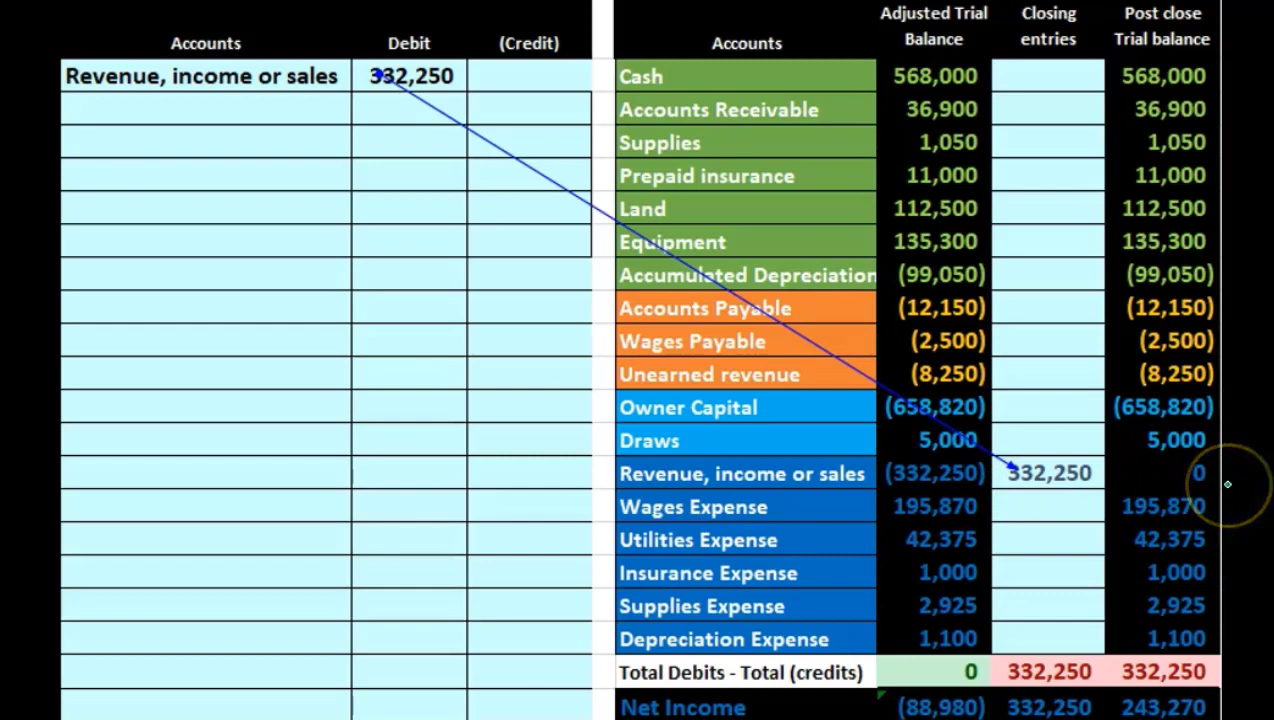 Accounts Debit (Credit)
Revenue, income or sales 332,250
Accounts Adjusted Trial Balance Closing entries Post close Trial balance
Cash 568,000 568,000
Accounts Receivable 36,900 36,900
Supplies 1,050 1,050
Prepaid insurance 11,000 11,000
Land 112,500 112,500
Equipment 135,300 135,300
Accumulated Depreciation (99,050) (99,050)
Accounts Payable (12,150) (12,150)
Wages Payable (2,500) (2,500)
Unearned revenue (8,250) (8,250)
Owner Capital (658,820) (658,820)
Draws 5,000 5,000
Revenue, income or sales (332,250) 332,250 0
Wages Expense 195,870 195,870
Utilities Expense 42,375 42,375
Insurance Expense 1,000 1,000
Supplies Expense 2,925 2,925
Depreciation Expense 1,100 1,100
Total Debits - Total (credits) 0 332,250 332,250
Net Income (88,980) 332,250 243,270